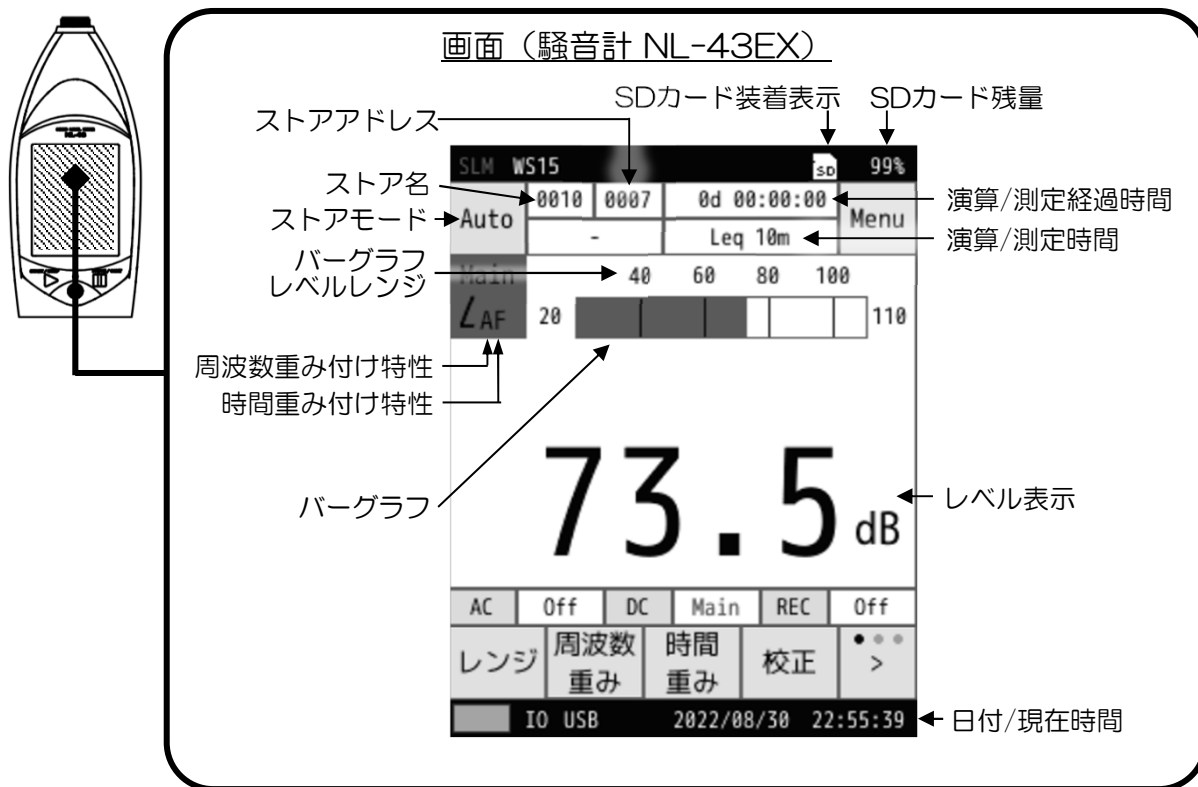 画面（騒音計 NL-43EX）
SDカード装着表示 SDカード残量
ストアアドレス
SLM WS15 SD 99%
ストア名
0010 0007 0d 00:00:00
演算/測定経過時間
ストアモード
Auto
Menu
- Leq 10m
演算/測定時間
バーグラフ
レベルレンジ
Main
40 60 80 100
LAF
20 110
周波数重み付け特性
時間重み付け特性
バーグラフ
73.5 dB
レベル表示
AC Off DC Main REC Off
レンジ
周波数
重み
時間
重み
校正
>
IO USB 2022/08/30 22:55:39
日付/現在時間